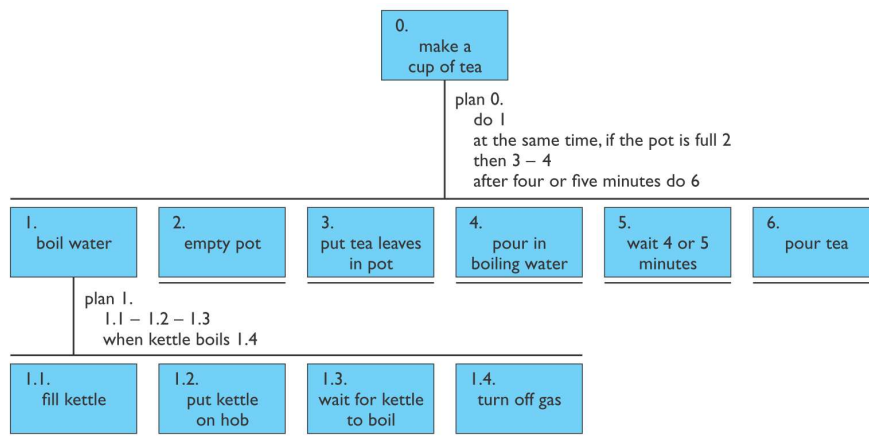 0.
make a
cup of tea
plan 0.
do 1
at the same time, if the pot is full 2
then 3 – 4
after four or five minutes do 6
1.
boil water
2.
empty pot
3.
put tea leaves
in pot
4.
pour in
boiling water
5.
wait 4 or 5
minutes
6.
pour tea
plan 1.
1.1 – 1.2 – 1.3
when kettle boils 1.4
1.1.
fill kettle
1.2.
put kettle
on hob
1.3.
wait for kettle
to boil
1.4.
turn off gas